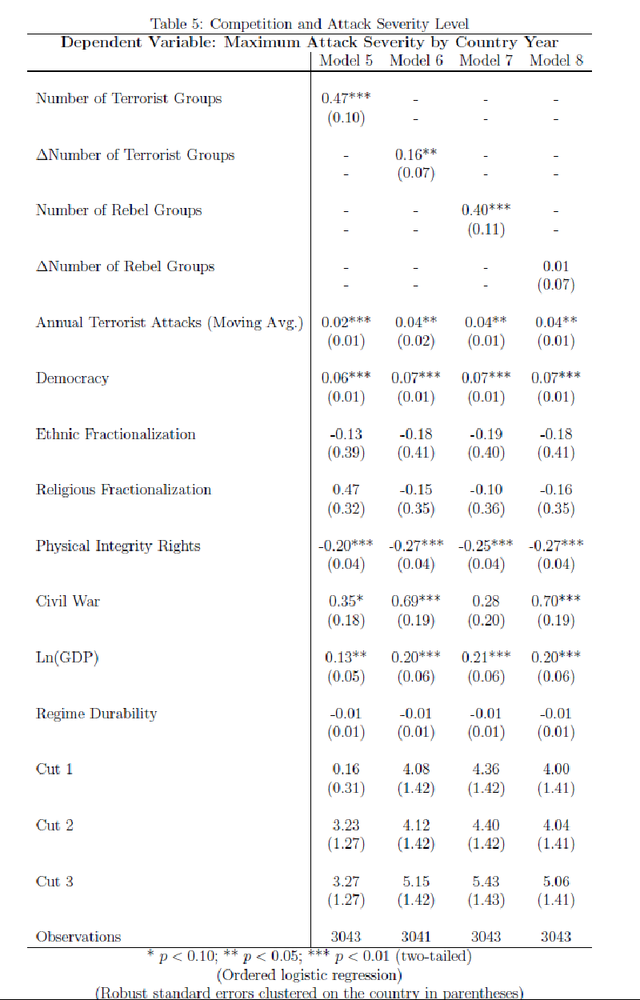 Table 5: Competition and Attack Severity Level
Dependent Variable: Maximum Attack Severity by Country Year
Model 5 Model 6 Model 7 Model 8
Number of Terrorist Groups 0.47*** - - -
(0.10) - - -
ΔNumber of Terrorist Groups - 0.16** - -
- (0.07) - -
Number of Rebel Groups - - 0.40*** -
- - (0.11) -
ΔNumber of Rebel Groups - - - 0.01
- - - (0.07)
Annual Terrorist Attacks (Moving Avg.) 0.02*** 0.04** 0.04** 0.04**
(0.01) (0.02) (0.01) (0.01)
Democracy 0.06*** 0.07*** 0.07*** 0.07***
(0.01) (0.01) (0.01) (0.01)
Ethnic Fractionalization -0.13 -0.18 -0.19 -0.18
(0.39) (0.41) (0.40) (0.41)
Religious Fractionalization 0.47 -0.15 -0.10 -0.16
(0.32) (0.35) (0.36) (0.35)
Physical Integrity Rights -0.20*** -0.27*** -0.25*** -0.27***
(0.04) (0.04) (0.04) (0.04)
Civil War 0.35* 0.69*** 0.28 0.70***
(0.18) (0.19) (0.20) (0.19)
Ln(GDP) 0.13** 0.20*** 0.21*** 0.20***
(0.05) (0.06) (0.06) (0.06)
Regime Durability -0.01 -0.01 -0.01 -0.01
(0.01) (0.01) (0.01) (0.01)
Cut 1 0.16 4.08 4.36 4.00
(0.31) (1.42) (1.42) (1.41)
Cut 2 3.23 4.12 4.40 4.04
(1.27) (1.42) (1.42) (1.41)
Cut 3 3.27 5.15 5.43 5.06
(1.27) (1.42) (1.43) (1.41)
Observations 3043 3041 3043 3043
* p < 0.10; ** p < 0.05; *** p < 0.01 (two-tailed)
(Ordered logistic regression)
(Robust standard errors clustered on the country in parentheses)